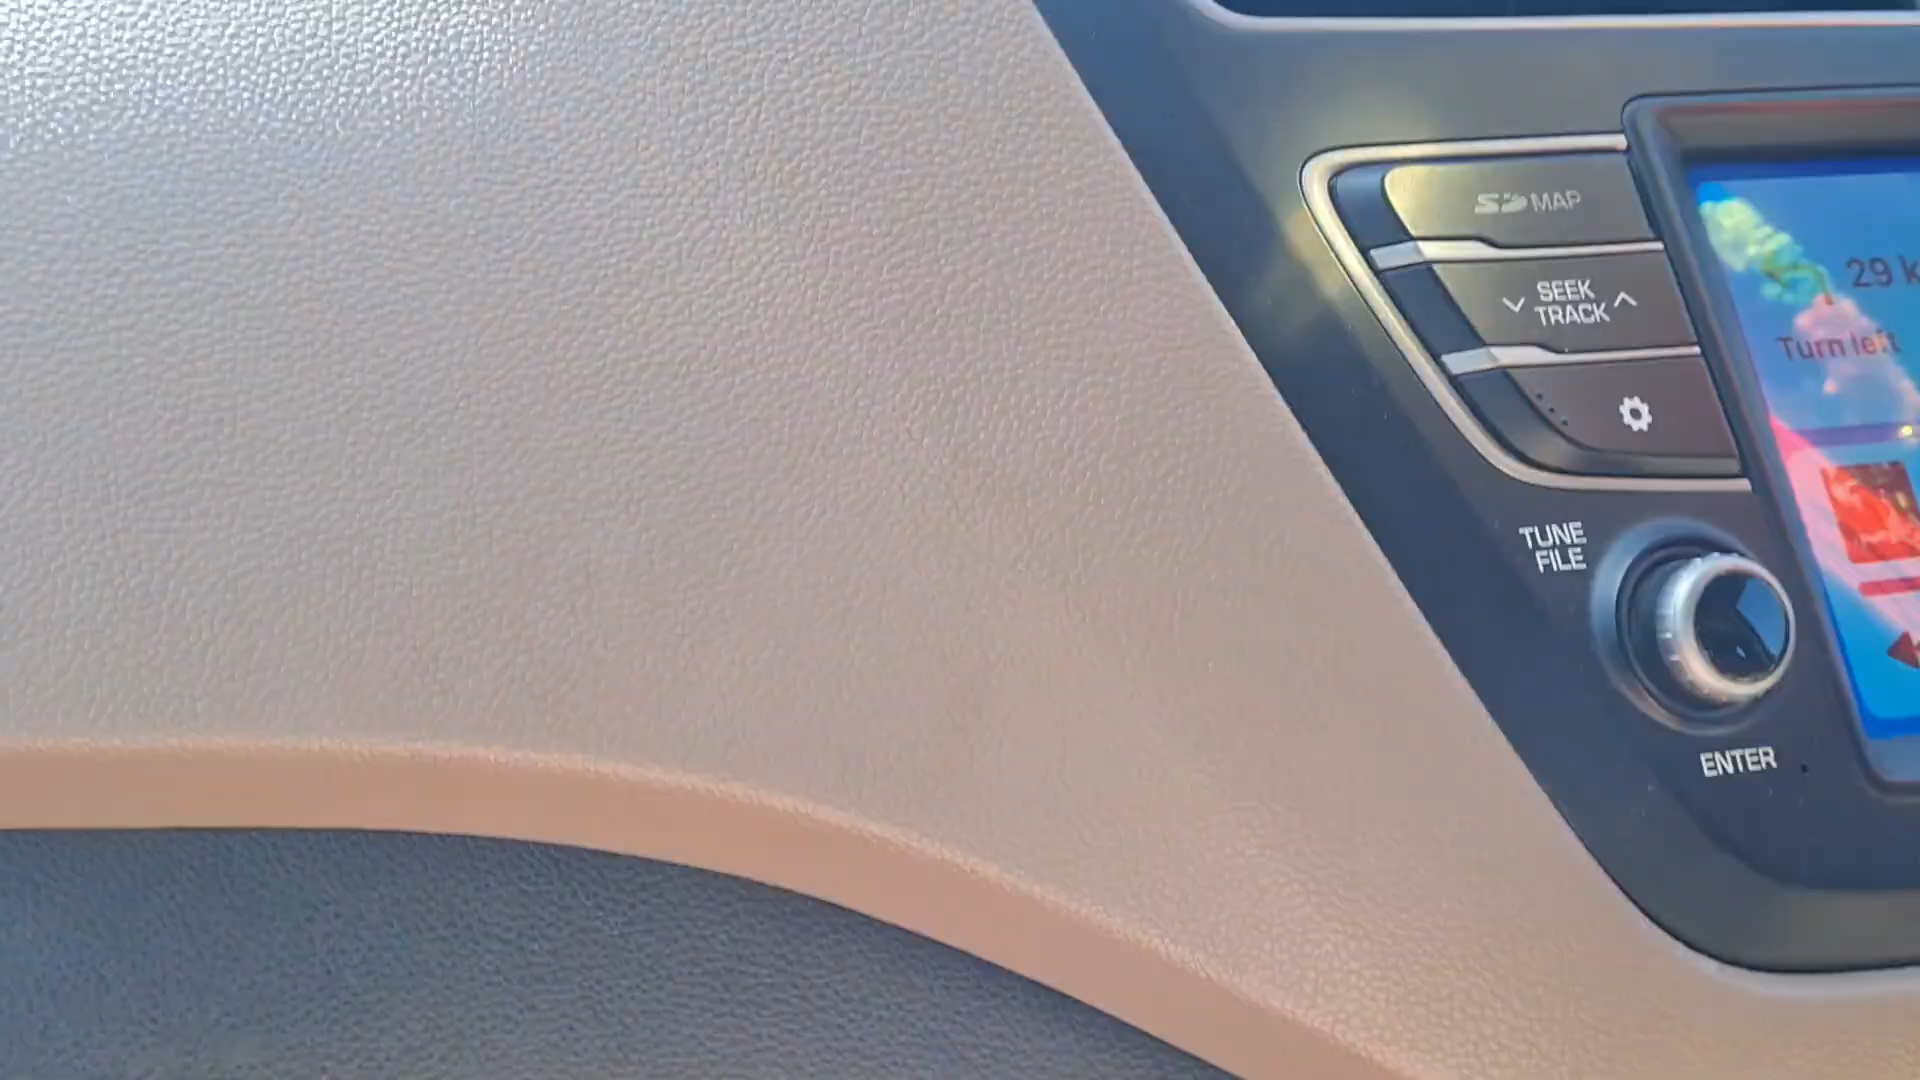 SD MAP
SEEK
TRACK
29 k
Turn left
TUNE
FILE
ENTER